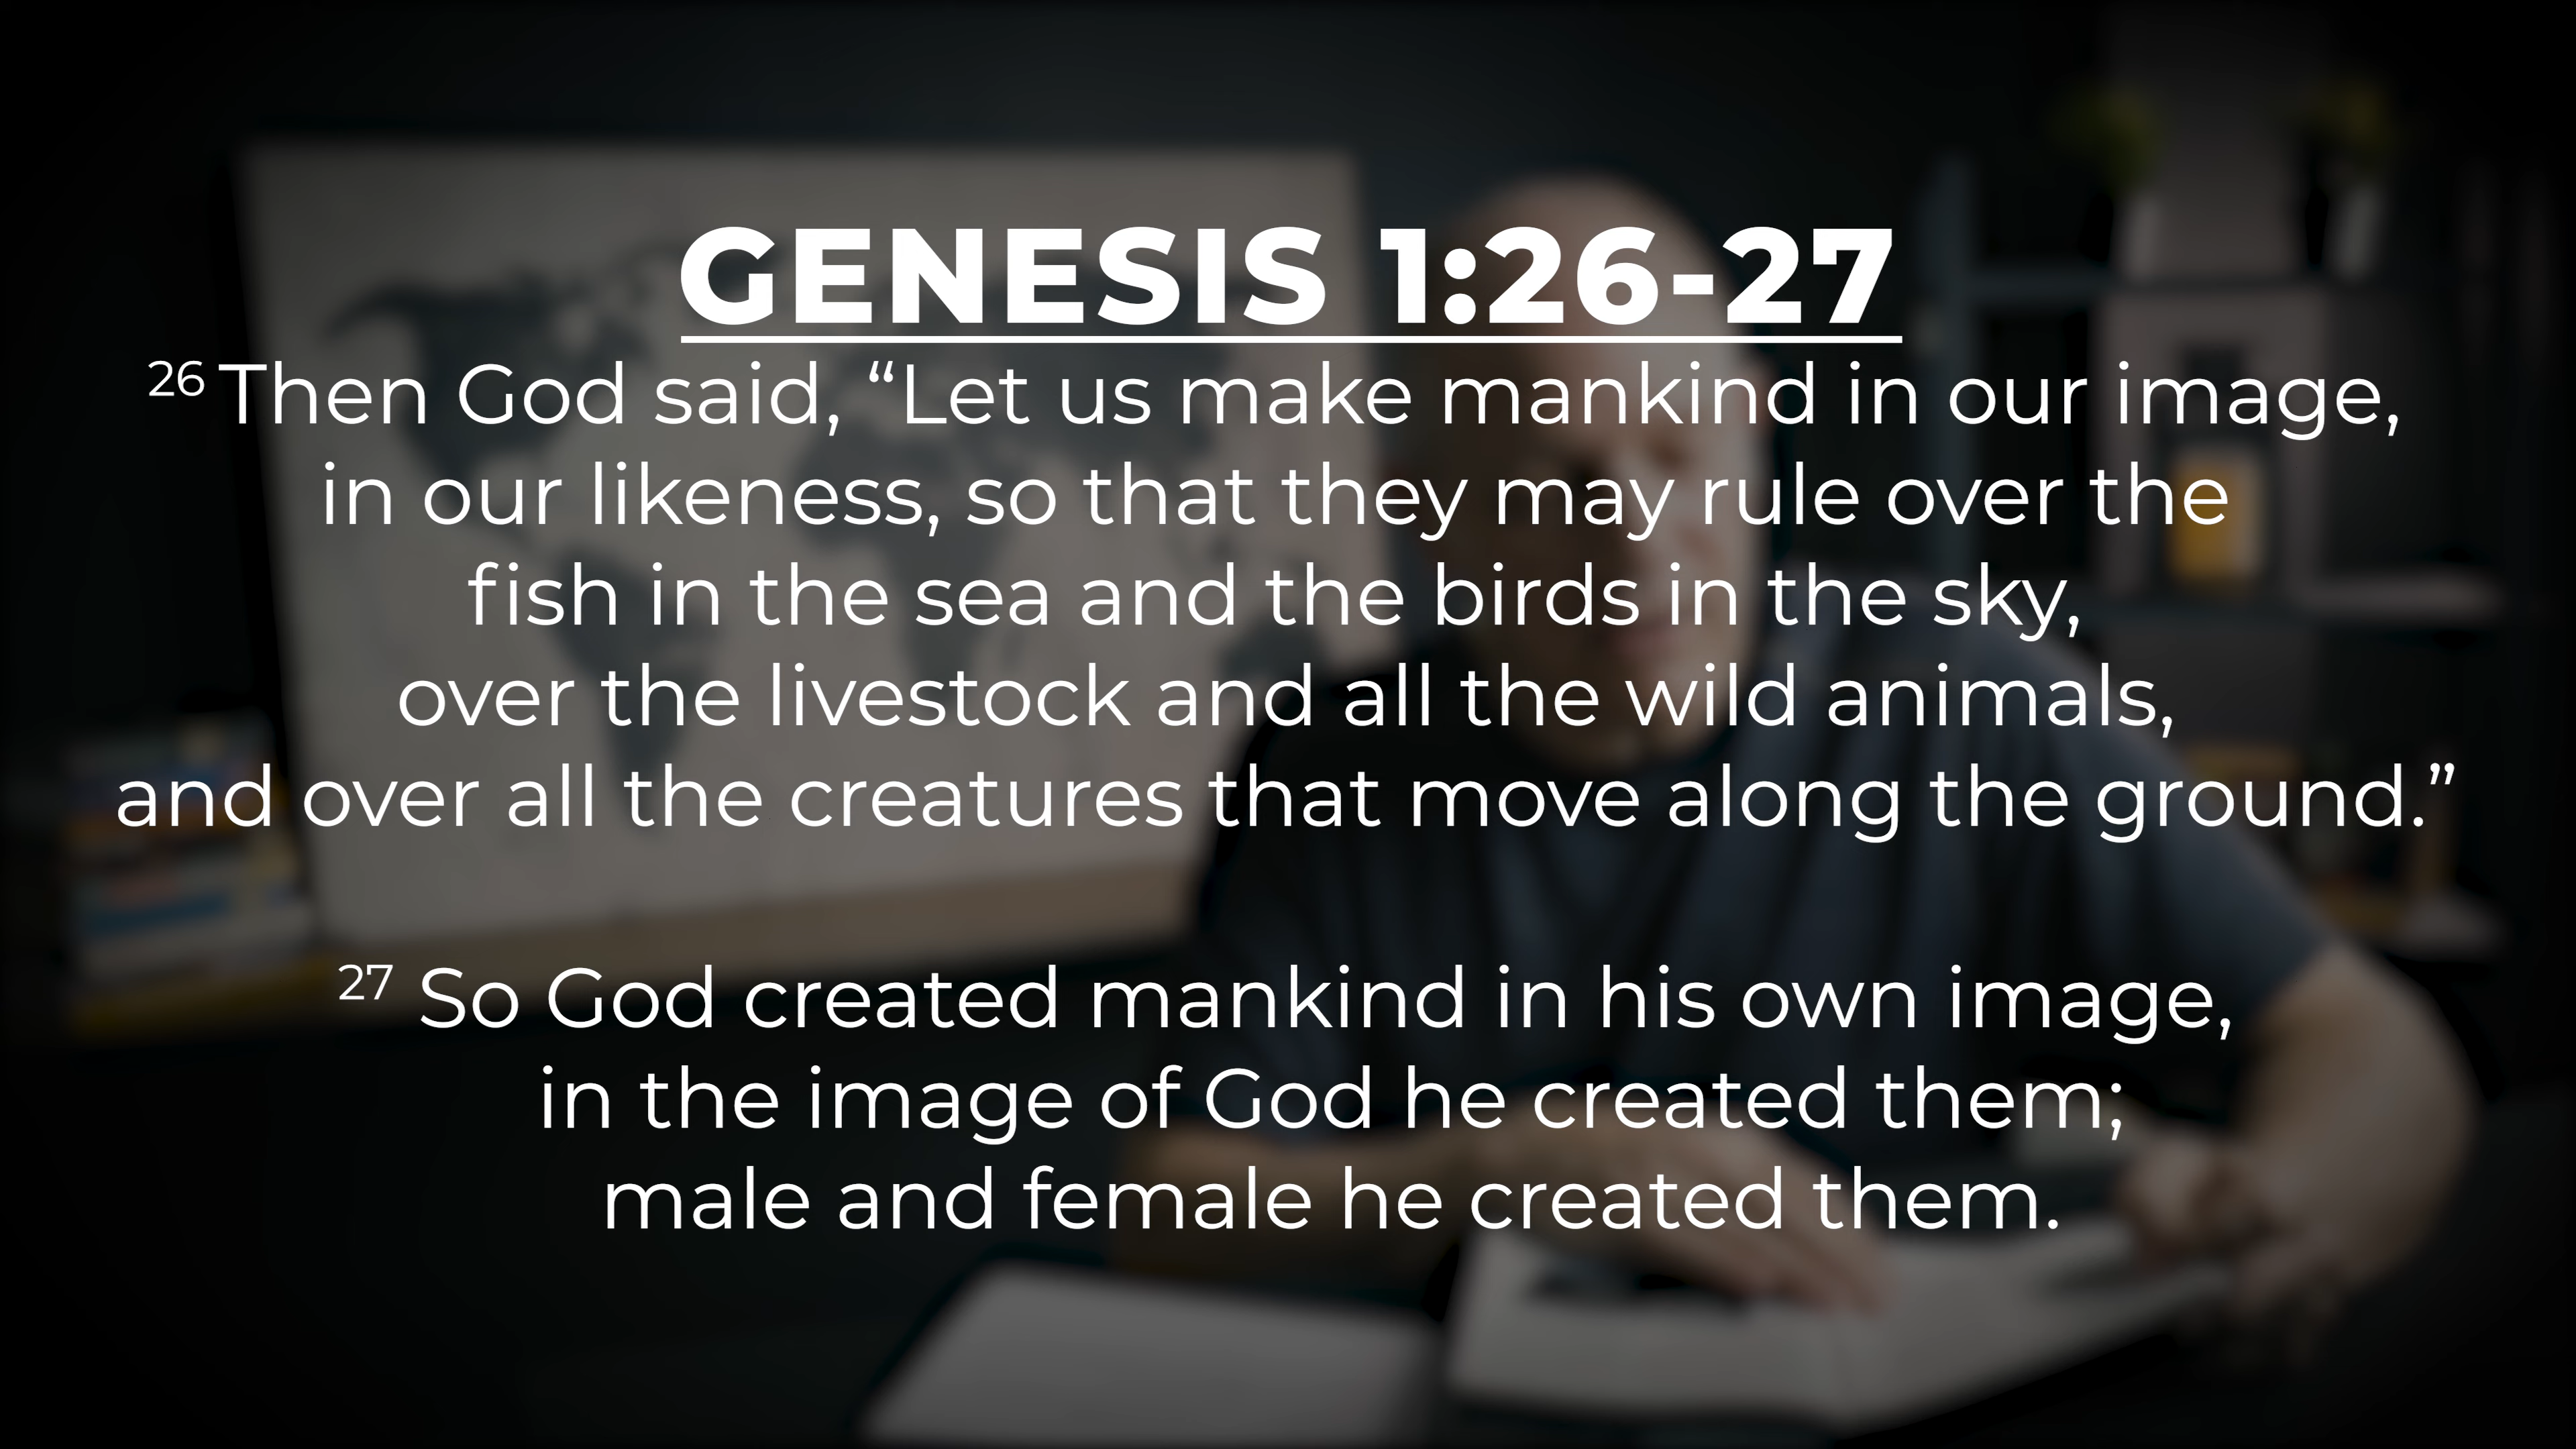 GENESIS 1:26-27
26 Then God said, “Let us make mankind in our image,
in our likeness, so that they may rule over the
fish in the sea and the birds in the sky,
over the livestock and all the wild animals,
and over all the creatures that move along the ground.”
27 So God created mankind in his own image,
in the image of God he created them;
male and female he created them.